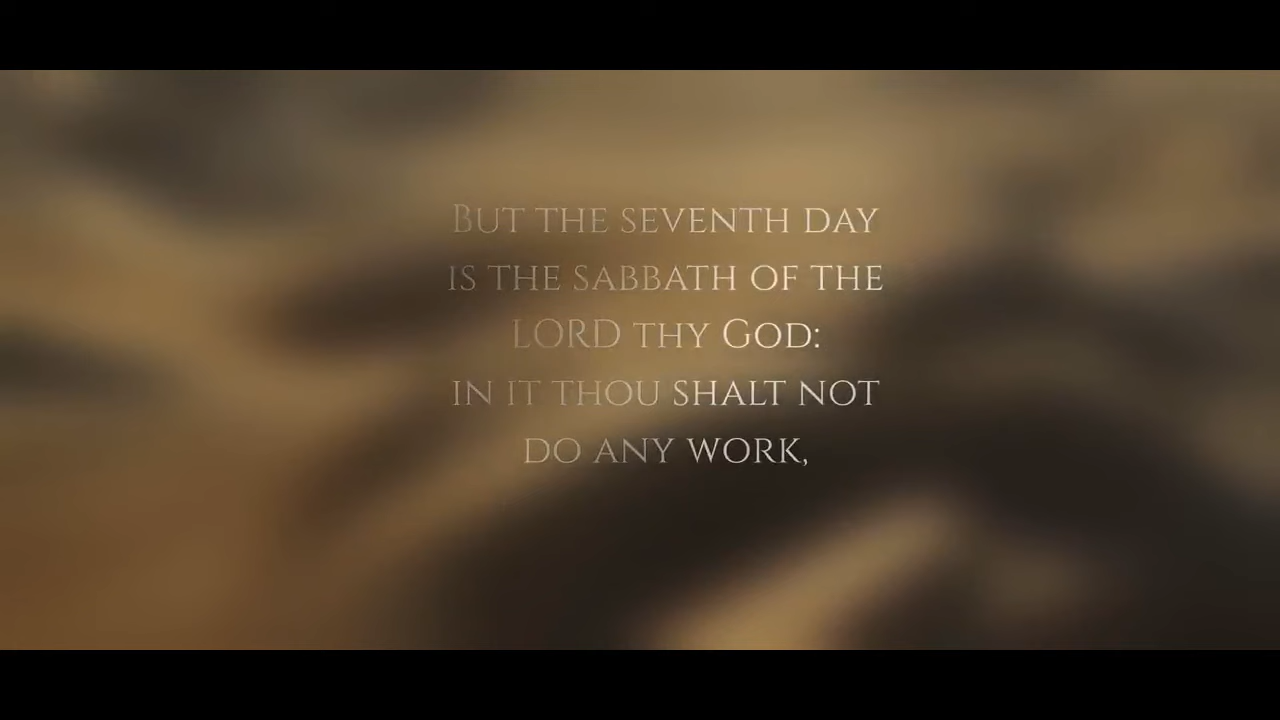 But the seventh day
is the Sabbath of the
LORD thy God:
in it thou shalt not
do any work,